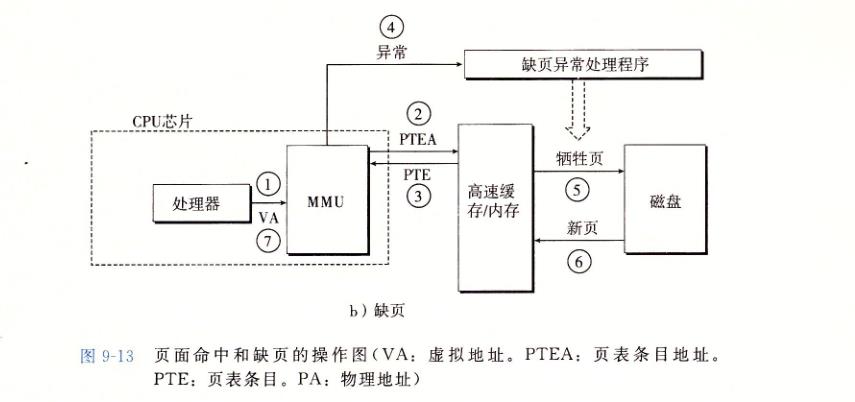 ④
异常
缺页异常处理程序
CPU芯片
②
PTEA
牺牲页
①
处理器
VA
⑦
MMU
PTE
③
高速缓
存/内存
⑤
磁盘
新页
⑥
b）缺页
图 9-13 页面命中和缺页的操作图（VA：虚拟地址。PTEA：页表条目地址。
PTE：页表条目。PA：物理地址）